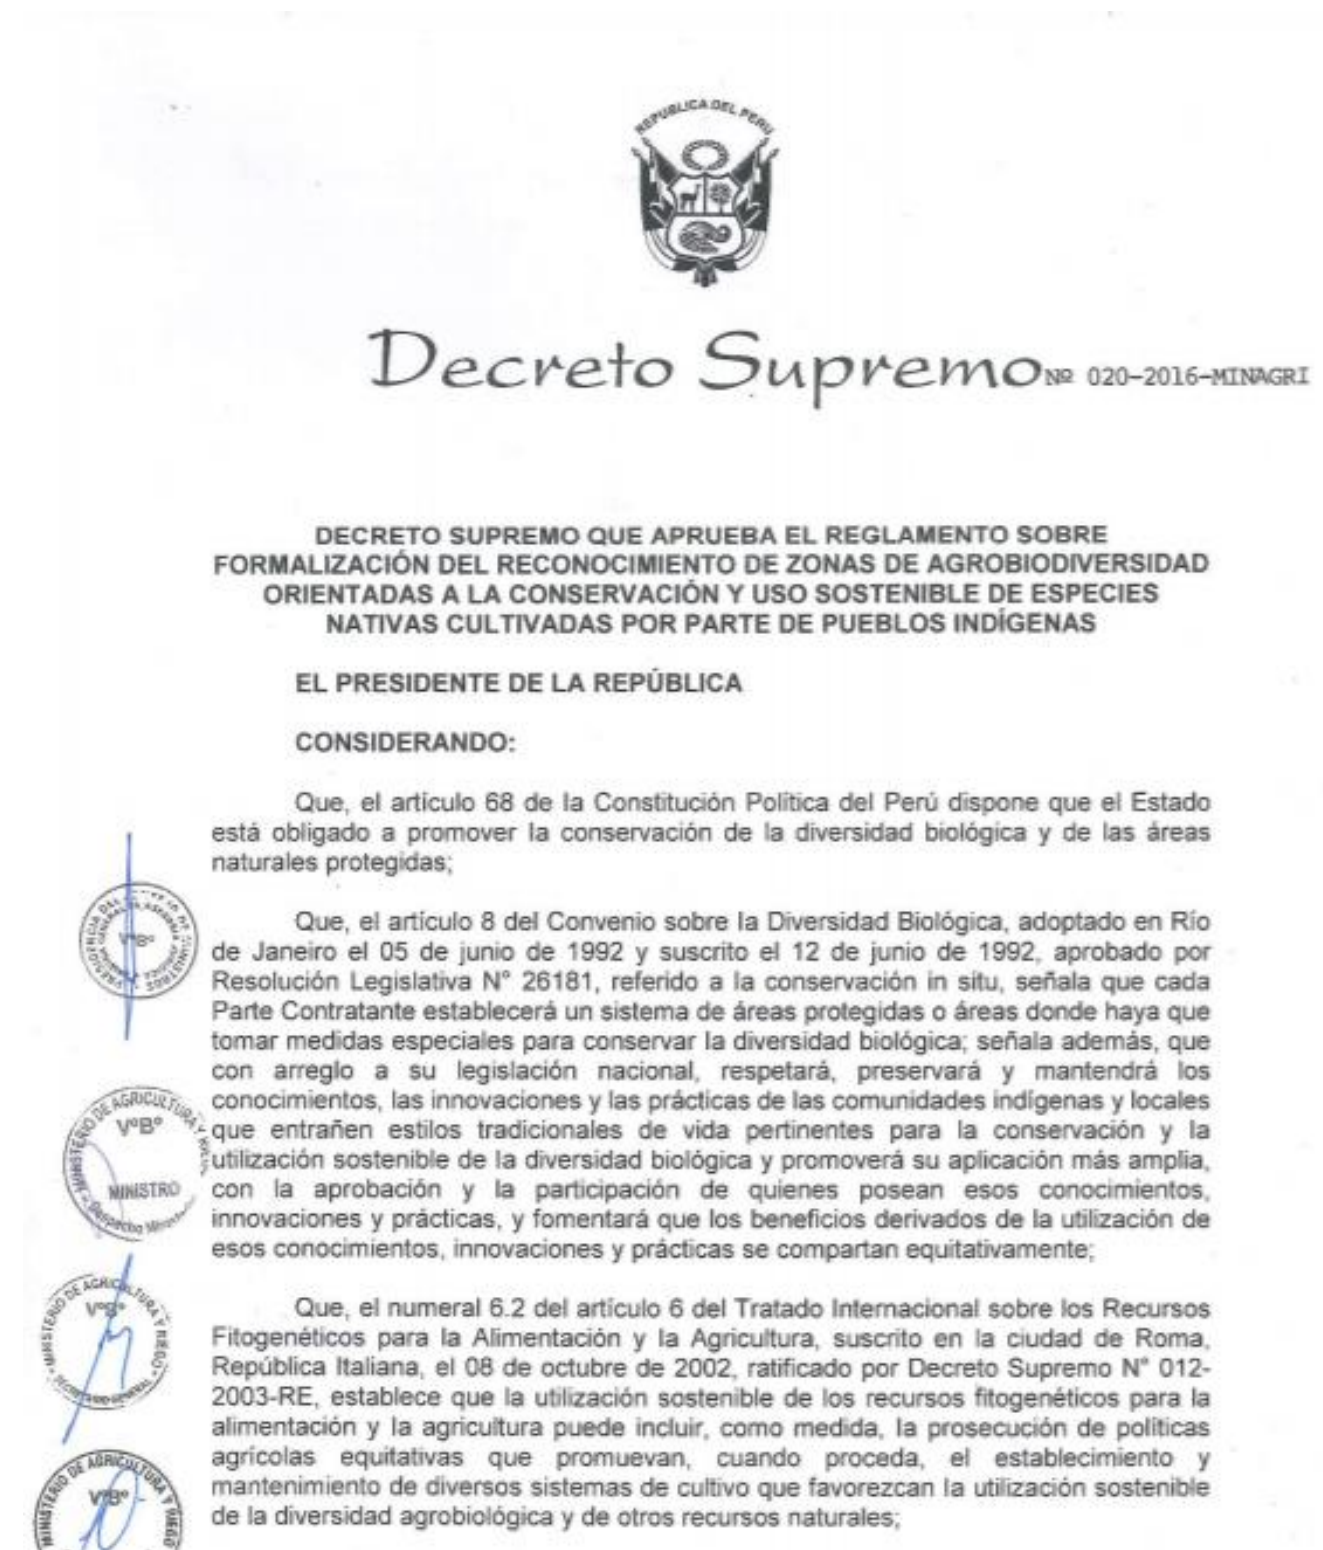 REPUBLICA DEL PERU
Decreto Supremo Nº 020-2016-MINAGRI
DECRETO SUPREMO QUE APRUEBA EL REGLAMENTO SOBRE
FORMALIZACIÓN DEL RECONOCIMIENTO DE ZONAS DE AGROBIODIVERSIDAD
ORIENTADAS A LA CONSERVACIÓN Y USO SOSTENIBLE DE ESPECIES
NATIVAS CULTIVADAS POR PARTE DE PUEBLOS INDÍGENAS
EL PRESIDENTE DE LA REPÚBLICA
CONSIDERANDO:
Que, el artículo 68 de la Constitución Política del Perú dispone que el Estado
está obligado a promover la conservación de la diversidad biológica y de las áreas
naturales protegidas;
Que, el artículo 8 del Convenio sobre la Diversidad Biológica, adoptado en Río
de Janeiro el 05 de junio de 1992 y suscrito el 12 de junio de 1992, aprobado por
Resolución Legislativa N° 26181, referido a la conservación in situ, señala que cada
Parte Contratante establecerá un sistema de áreas protegidas o áreas donde haya que
tomar medidas especiales para conservar la diversidad biológica; señala además, que
con arreglo a su legislación nacional, respetará, preservará y mantendrá los
conocimientos, las innovaciones y las prácticas de las comunidades indígenas y locales
que entrañen estilos tradicionales de vida pertinentes para la conservación y la
utilización sostenible de la diversidad biológica y promoverá su aplicación más amplia,
con la aprobación y la participación de quienes posean esos conocimientos,
innovaciones y prácticas, y fomentará que los beneficios derivados de la utilización de
esos conocimientos, innovaciones y prácticas se compartan equitativamente;
Que, el numeral 6.2 del artículo 6 del Tratado Internacional sobre los Recursos
Fitogenéticos para la Alimentación y la Agricultura, suscrito en la ciudad de Roma,
República Italiana, el 08 de octubre de 2002, ratificado por Decreto Supremo N° 012-
2003-RE, establece que la utilización sostenible de los recursos fitogenéticos para la
alimentación y la agricultura puede incluir, como medida, la prosecución de políticas
agrícolas equitativas que promuevan, cuando proceda, el establecimiento y
mantenimiento de diversos sistemas de cultivo que favorezcan la utilización sostenible
de la diversidad agrobiológica y de otros recursos naturales;
PRESIDENCIA DEL
VºBº
MINISTERIO DE AGRICULTURA Y
VºBº
MINISTRO
MINISTERIO DE AGRICULTURA Y RIEGO
VºBº
MINISTERIO DE AGRICULTURA Y RIEGO
VºBº